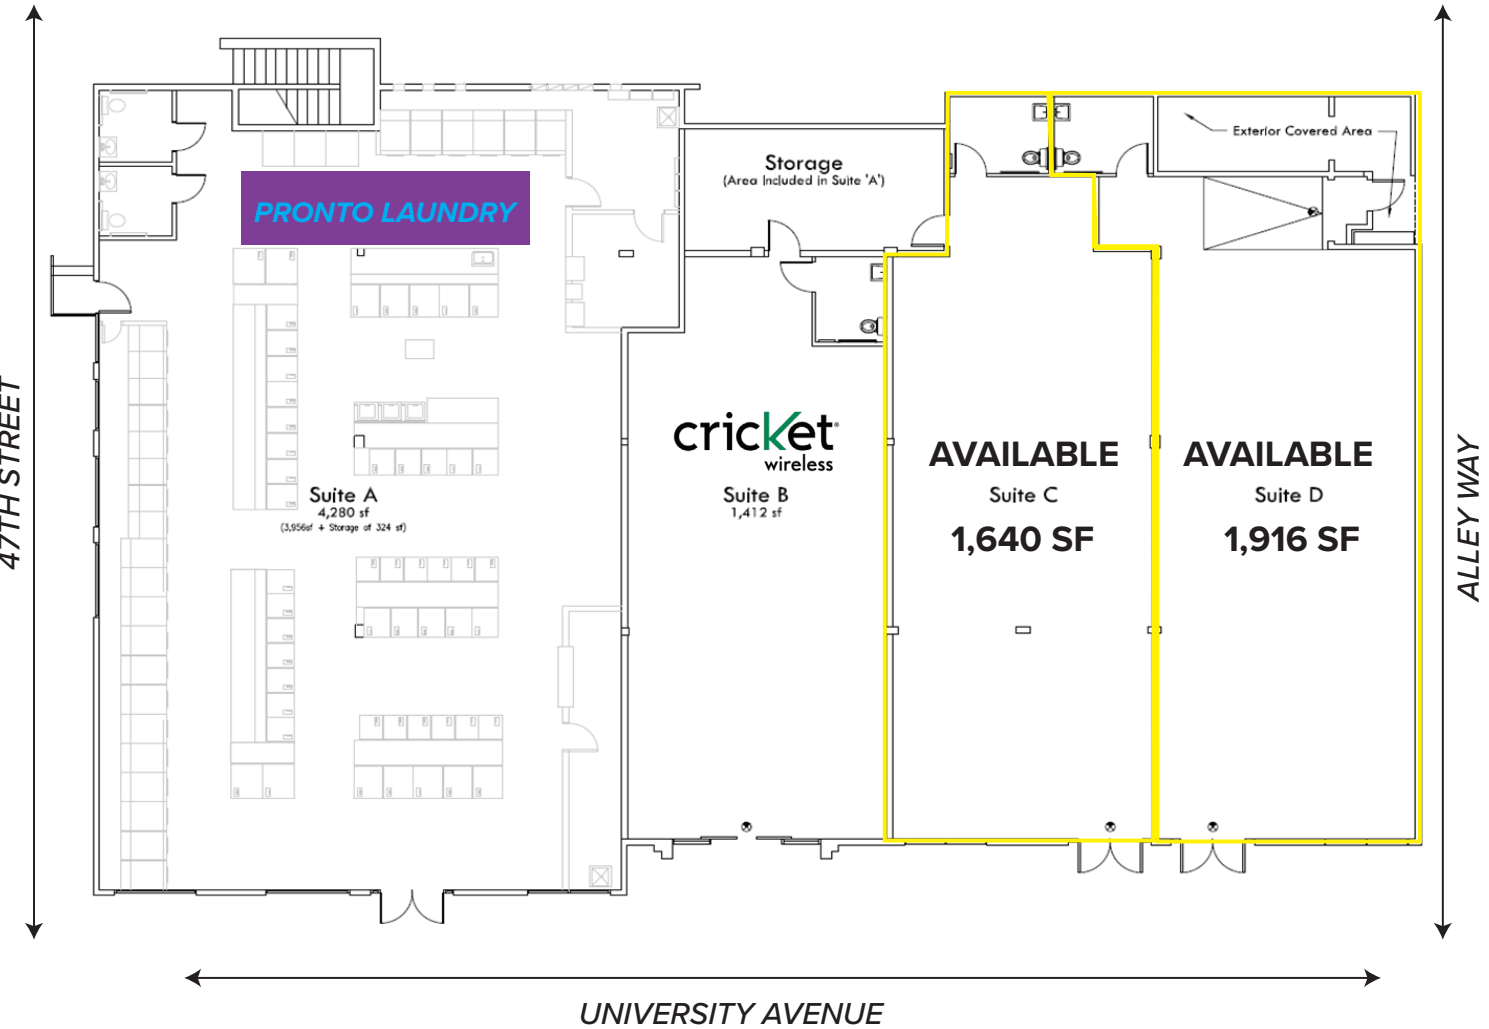 Exterior Covered Area
Storage
(Area Included in Suite 'A')
PRONTO LAUNDRY
47TH STREET
cricket
wireless
AVAILABLE
AVAILABLE
ALLEY WAY
Suite A
4,280 sf
(3,956sf + Storage of 324 sf)
Suite B
1,412 sf
Suite C
1,640 SF
Suite D
1,916 SF
UNIVERSITY AVENUE